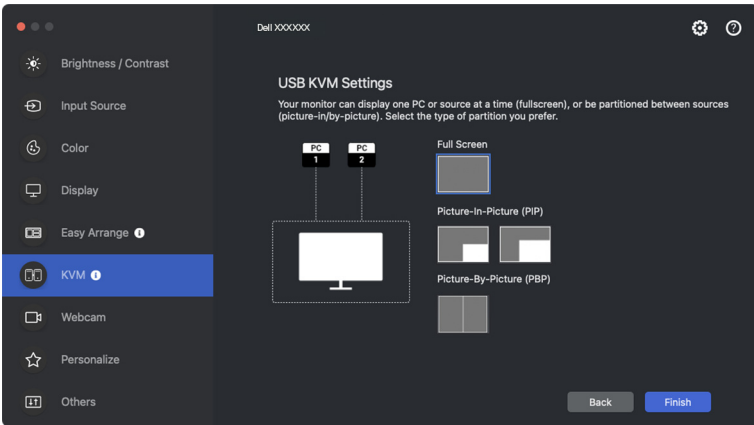 Dell XXXXXX
Brightness / Contrast
Input Source
Color
Display
Easy Arrange
KVM
Webcam
Personalize
Others
USB KVM Settings
Your monitor can display one PC or source at a time (fullscreen), or be partitioned between sources
(picture-in/by-picture). Select the type of partition you prefer.
PC 1
PC 2
Full Screen
Picture-In-Picture (PIP)
Picture-By-Picture (PBP)
Back
Finish